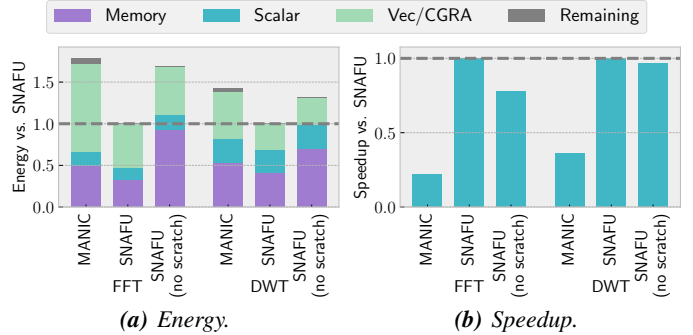 Memory Scalar Vec/CGRA Remaining
Energy vs. SNAFU
1.5
1.0
0.5
0.0
MANIC
SNAFU
SNAFU
(no scratch)
MANIC
SNAFU
SNAFU
(no scratch)
FFT DWT
(a) Energy.
Speedup vs. SNAFU
1.0
0.5
0.0
MANIC
SNAFU
SNAFU
(no scratch)
MANIC
SNAFU
SNAFU
(no scratch)
FFT DWT
(b) Speedup.